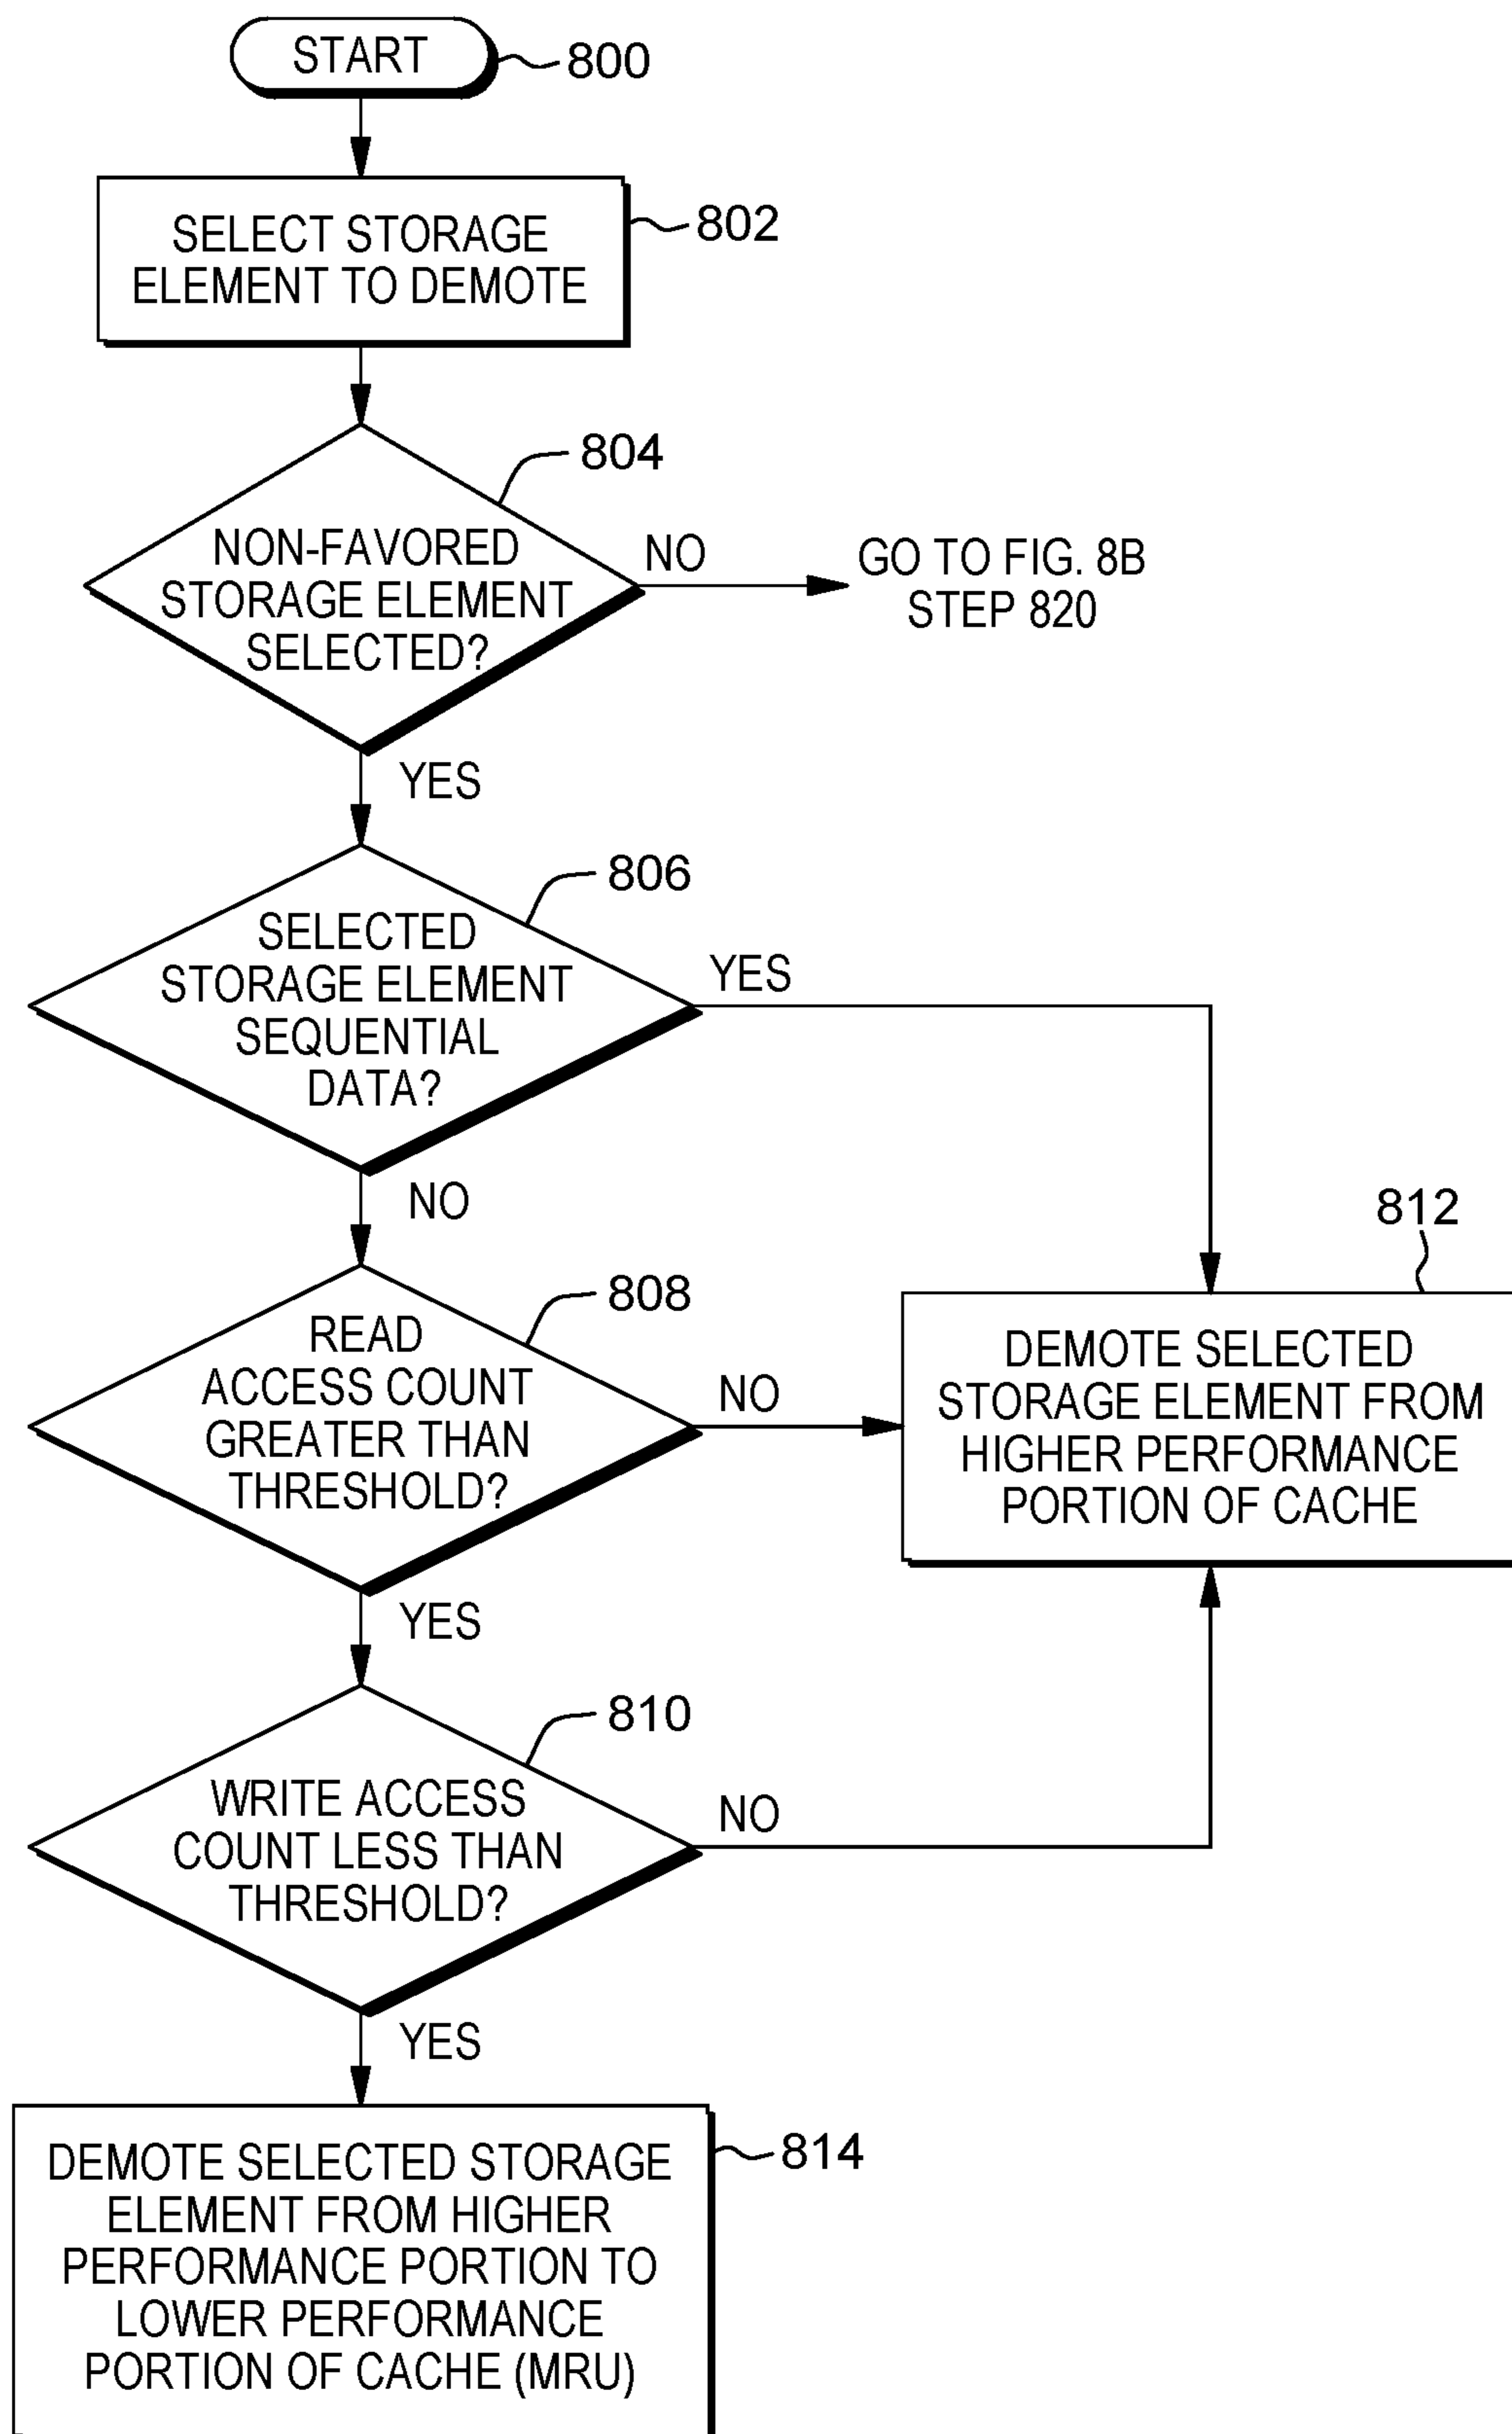 START
800
SELECT STORAGE
ELEMENT TO DEMOTE
802
804
NON-FAVORED
STORAGE ELEMENT
SELECTED?
NO
GO TO FIG. 8B
STEP 820
YES
806
SELECTED
STORAGE ELEMENT
SEQUENTIAL
DATA?
YES
NO
808
READ
ACCESS COUNT
GREATER THAN
THRESHOLD?
NO
812
DEMOTE SELECTED
STORAGE ELEMENT FROM
HIGHER PERFORMANCE
PORTION OF CACHE
YES
810
WRITE ACCESS
COUNT LESS THAN
THRESHOLD?
NO
YES
DEMOTE SELECTED STORAGE
ELEMENT FROM HIGHER
PERFORMANCE PORTION TO
LOWER PERFORMANCE
PORTION OF CACHE (MRU)
814